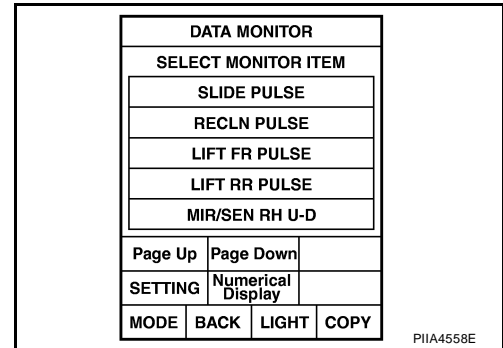 DATA MONITOR
SELECT MONITOR ITEM
SLIDE PULSE
RECLN PULSE
LIFT FR PULSE
LIFT RR PULSE
MIR/SEN RH U-D
Page Up Page Down
SETTING Numerical Display
MODE BACK LIGHT COPY
PIIA4558E